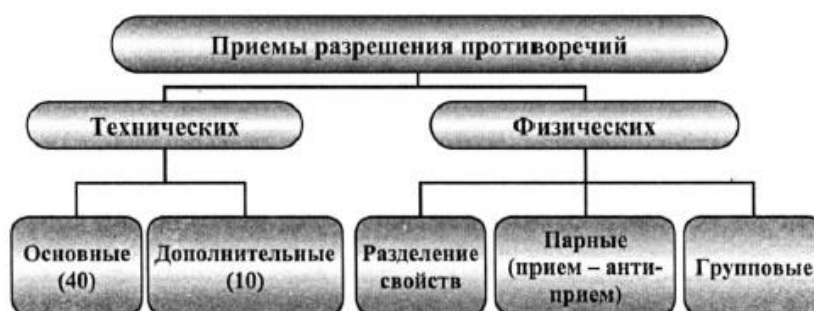 Приемы разрешения противоречий
Технических
Физических
Основные
(40)
Дополнительные
(10)
Разделение
свойств
Парные
(прием – анти-
прием)
Групповые